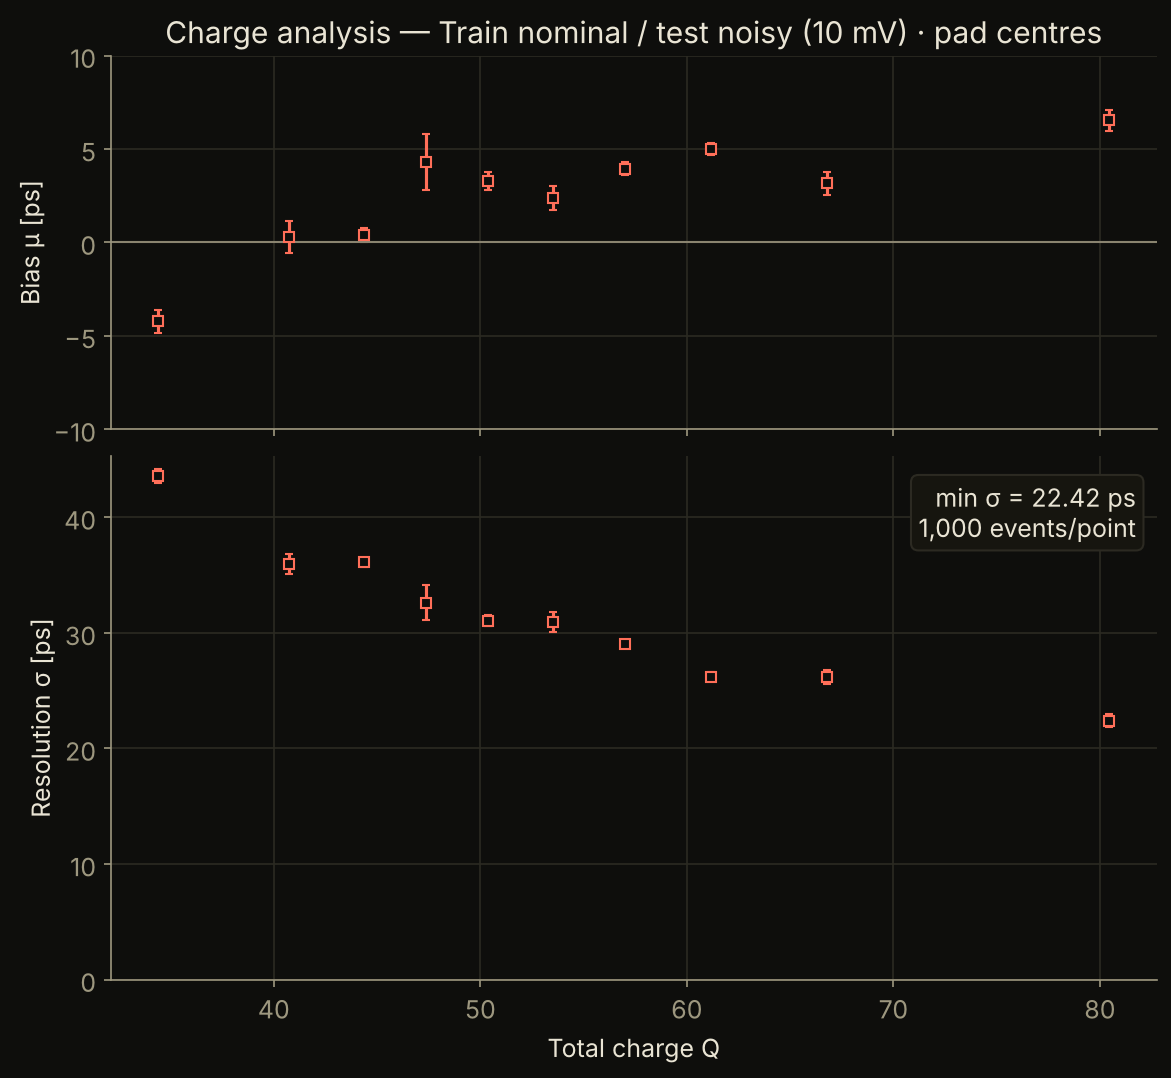 Charge analysis — Train nominal / test noisy (10 mV) · pad centres
10
5
0
−5
−10
Bias μ [ps]
min σ = 22.42 ps
1,000 events/point
40
30
20
10
0
Resolution σ [ps]
40 50 60 70 80
Total charge Q